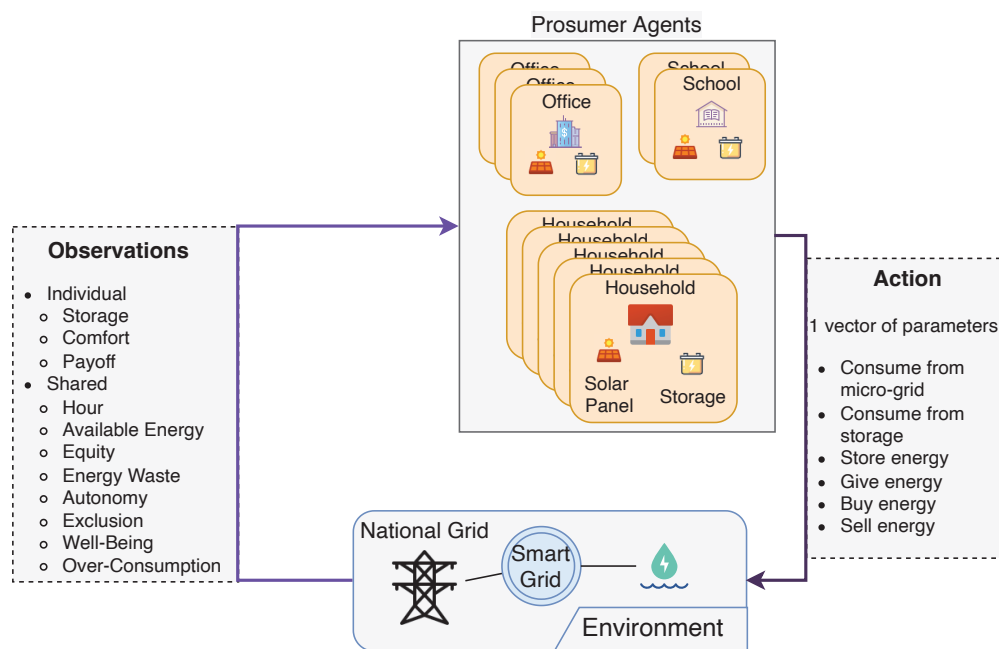 Prosumer Agents
Office
Office
Office
School
School
Household
Household
Household
Household
Household
Solar
Panel
Storage
Observations
• Individual
Storage
Comfort
Payoff
• Shared
Hour
Available Energy
Equity
Energy Waste
Autonomy
Exclusion
Well-Being
Over-Consumption
Action
1 vector of parameters
• Consume from
micro-grid
• Consume from
storage
• Store energy
• Give energy
• Buy energy
• Sell energy
National Grid
Smart
Grid
Environment